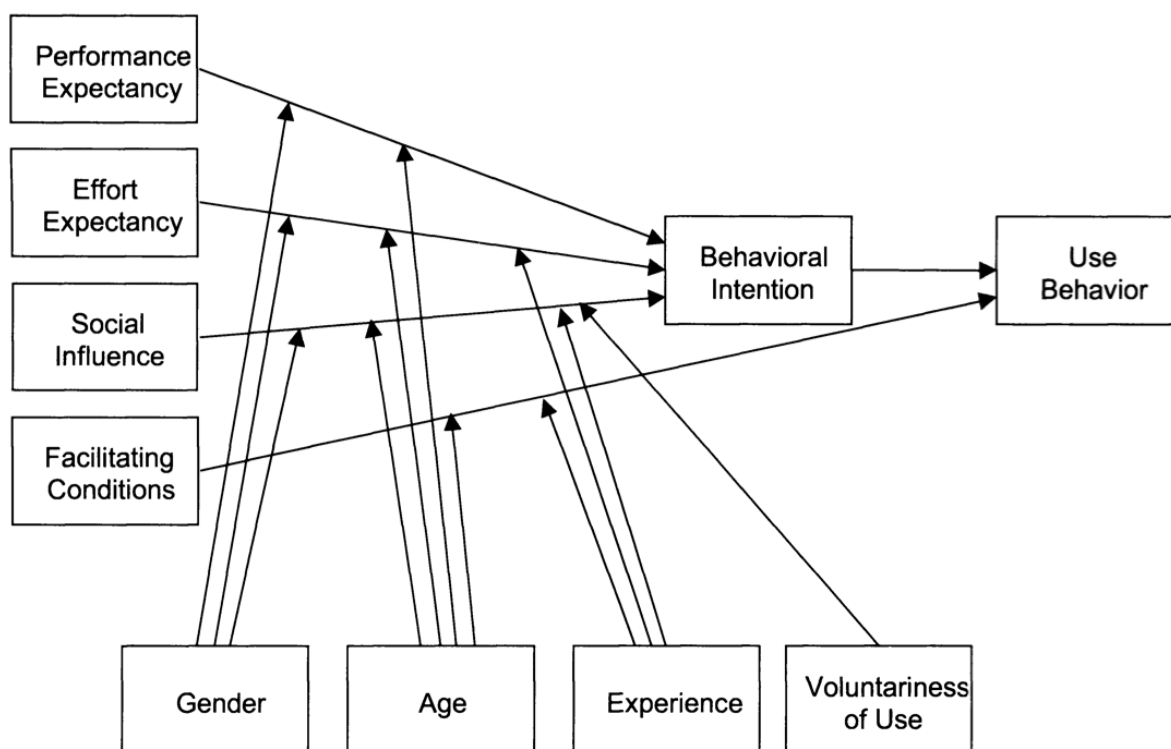 Performance
Expectancy
Effort
Expectancy
Social
Influence
Facilitating
Conditions
Behavioral
Intention
Use
Behavior
Gender
Age
Experience
Voluntariness
of Use